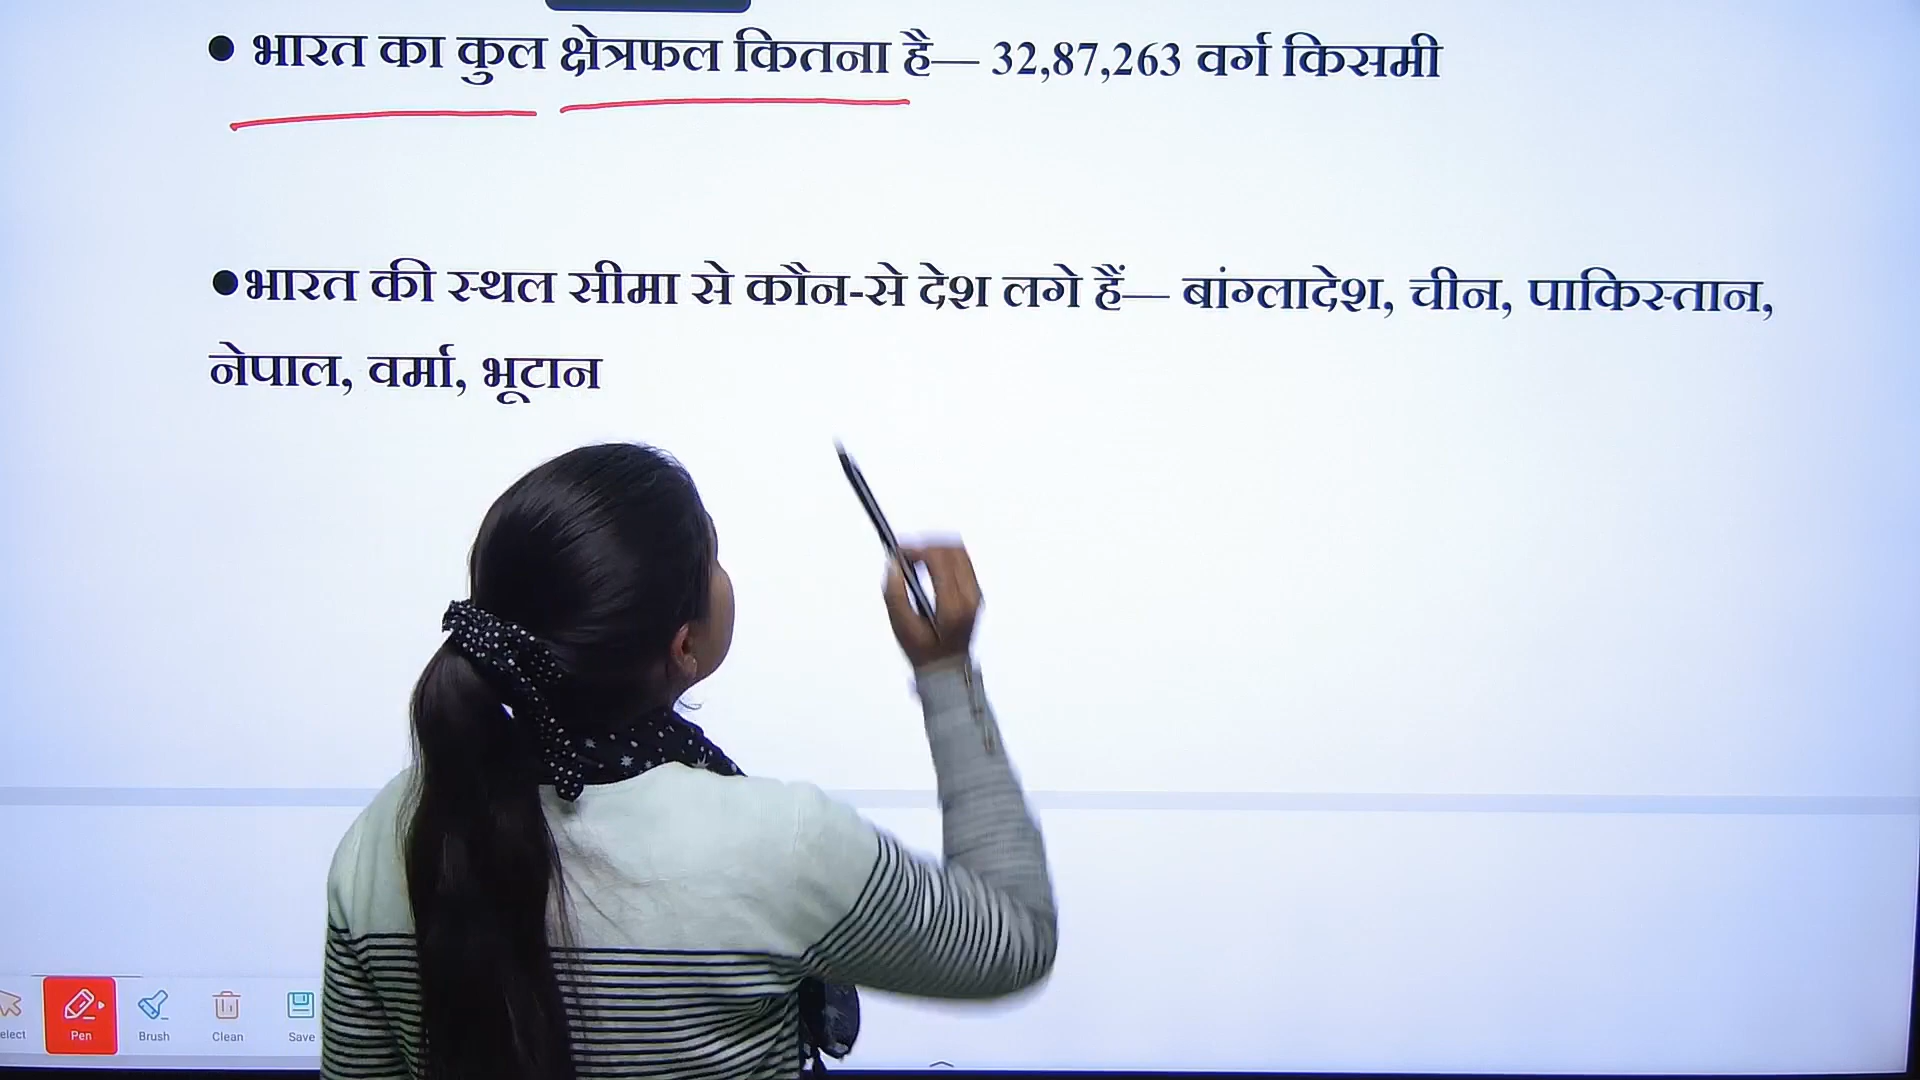 ● भारत का कुल क्षेत्रफल कितना है— 32,87,263 वर्ग किसमी
●भारत की स्थल सीमा से कौन-से देश लगे हैं— बांग्लादेश, चीन, पाकिस्तान,
नेपाल, वर्मा, भूटान
elect Pen Brush Clean Save